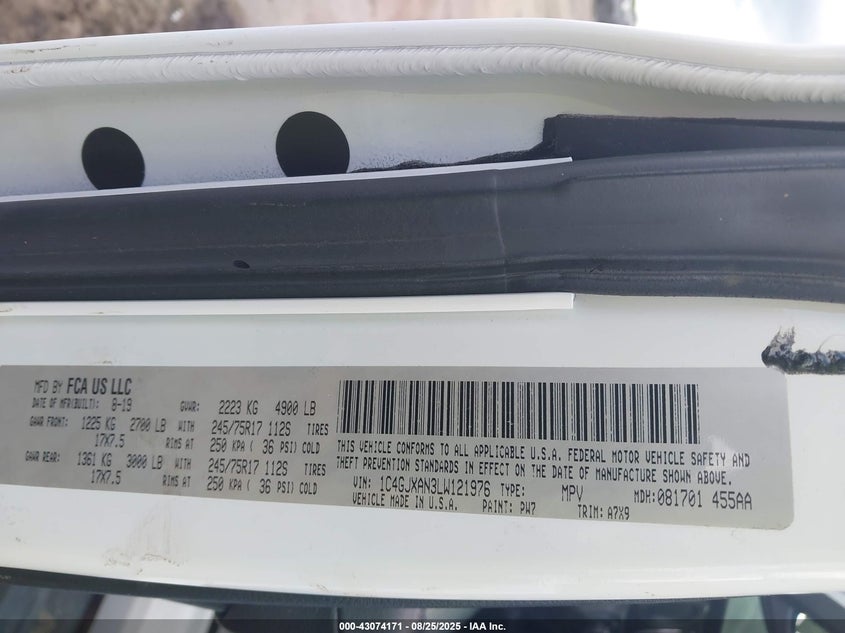 MFD BY FCA US LLC
DATE OF MFR(BUILT): 8-19 GVWR: 2223 KG 4900 LB
GAWR FRONT: 1225 KG 2700 LB WITH 245/75R17 112S TIRES
17X7.5 RIMS AT 250 KPA ( 36 PSI) COLD
GAWR REAR: 1361 KG 3000 LB WITH 245/75R17 112S TIRES
17X7.5 RIMS AT 250 KPA ( 36 PSI) COLD
THIS VEHICLE CONFORMS TO ALL APPLICABLE U.S.A. FEDERAL MOTOR VEHICLE SAFETY AND
THEFT PREVENTION STANDARDS IN EFFECT ON THE DATE OF MANUFACTURE SHOWN ABOVE.
VIN: 1C4GJXAN3LW121976 TYPE: MPV MDH: 081701 455AA
VEHICLE MADE IN U.S.A. PAINT: PW7 TRIM: A7X9
000-43074171 - 08/25/2025 - IAA Inc.